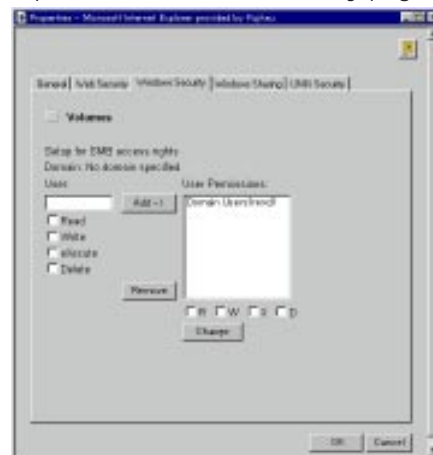 Properties - Microsoft Internet Explorer provided by Fujitsu
General Web Security Windows Security Windows Sharing UNIX Security
Volumes
Setup for SMB access rights
Domain: No domain specified
User: User Permissions:
Add->
Domain Users
Read
Write
eXecute
Delete
Remove
R W X D
Change
OK Cancel